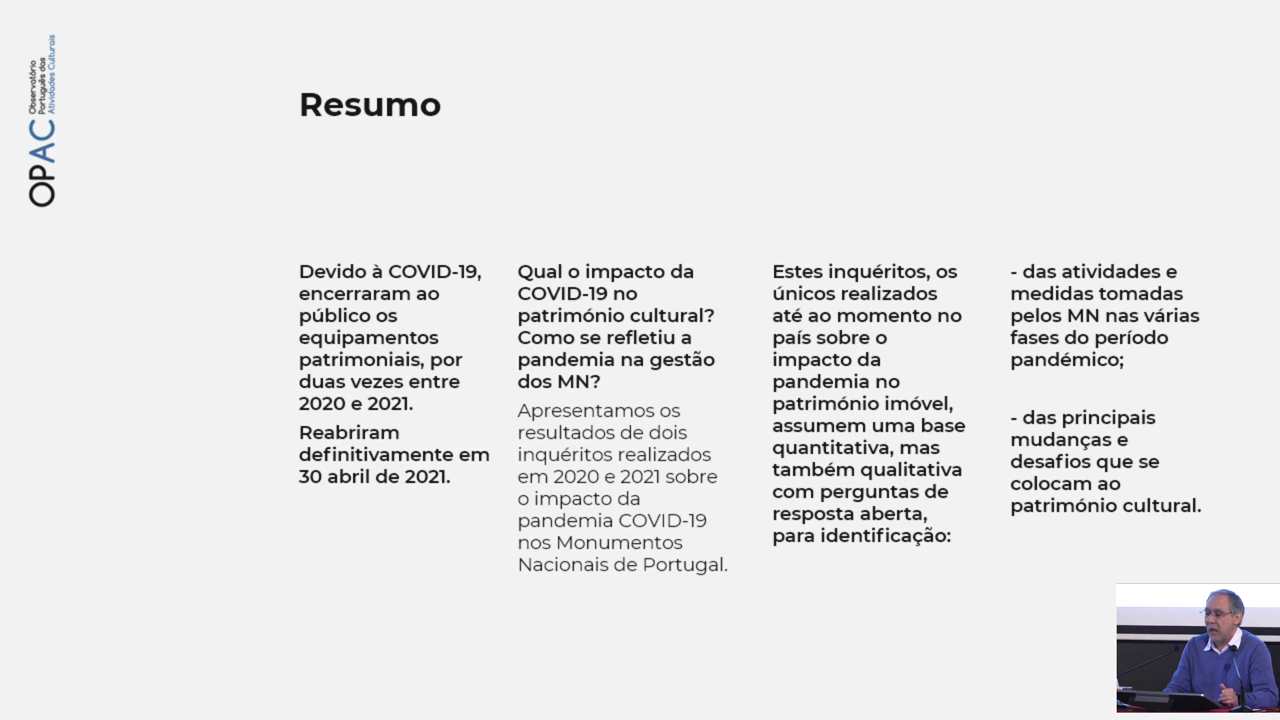 OPAC
Observatório
Português das
Atividades Culturais
Resumo
Devido à COVID-19,
encerraram ao
público os
equipamentos
patrimoniais, por
duas vezes entre
2020 e 2021.
Reabriram
definitivamente em
30 abril de 2021.
Qual o impacto da
COVID-19 no
património cultural?
Como se refletiu a
pandemia na gestão
dos MN?
Apresentamos os
resultados de dois
inquéritos realizados
em 2020 e 2021 sobre
o impacto da
pandemia COVID-19
nos Monumentos
Nacionais de Portugal.
Estes inquéritos, os
únicos realizados
até ao momento no
país sobre o
impacto da
pandemia no
património imóvel,
assumem uma base
quantitativa, mas
também qualitativa
com perguntas de
resposta aberta,
para identificação:
- das atividades e
medidas tomadas
pelos MN nas várias
fases do período
pandémico;
- das principais
mudanças e
desafios que se
colocam ao
património cultural.